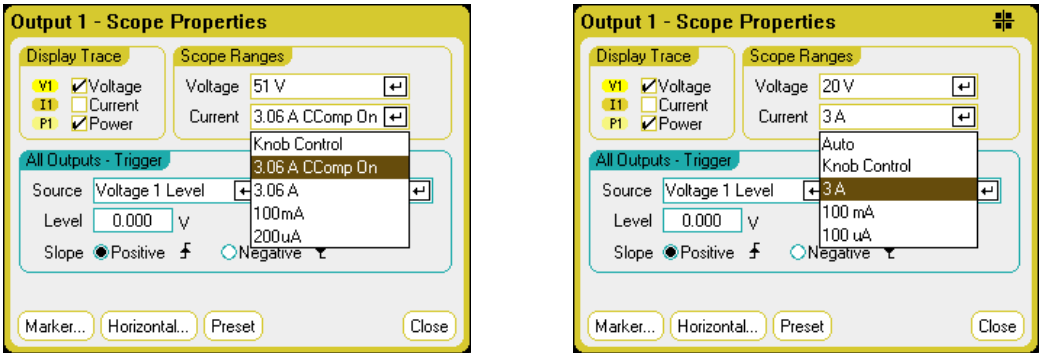 Output 1 - Scope Properties
Display Trace
Scope Ranges
V1 Voltage
I1 Current
P1 Power
Voltage 51 V
Current 3.06 A CComp On
Knob Control
3.06 A CComp On
3.06 A
100mA
200uA
All Outputs - Trigger
Source Voltage 1 Level
Level 0.000 V
Slope Positive Negative
Marker... Horizontal... Preset Close
Output 1 - Scope Properties
Display Trace
Scope Ranges
V1 Voltage
I1 Current
P1 Power
Voltage 20 V
Current 3 A
Auto
Knob Control
3 A
100 mA
100 uA
All Outputs - Trigger
Source Voltage 1 Level
Level 0.000 V
Slope Positive Negative
Marker... Horizontal... Preset Close